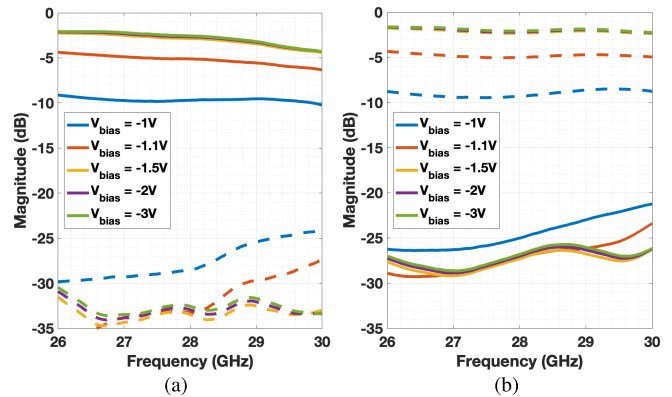 0
-5
-10
-15
-20
-25
-30
-35
Magnitude (dB)
V_bias = -1V
V_bias = -1.1V
V_bias = -1.5V
V_bias = -2V
V_bias = -3V
26
27
28
29
30
Frequency (GHz)
(a)
0
-5
-10
-15
-20
-25
-30
-35
Magnitude (dB)
V_bias = -1V
V_bias = -1.1V
V_bias = -1.5V
V_bias = -2V
V_bias = -3V
26
27
28
29
30
Frequency (GHz)
(b)